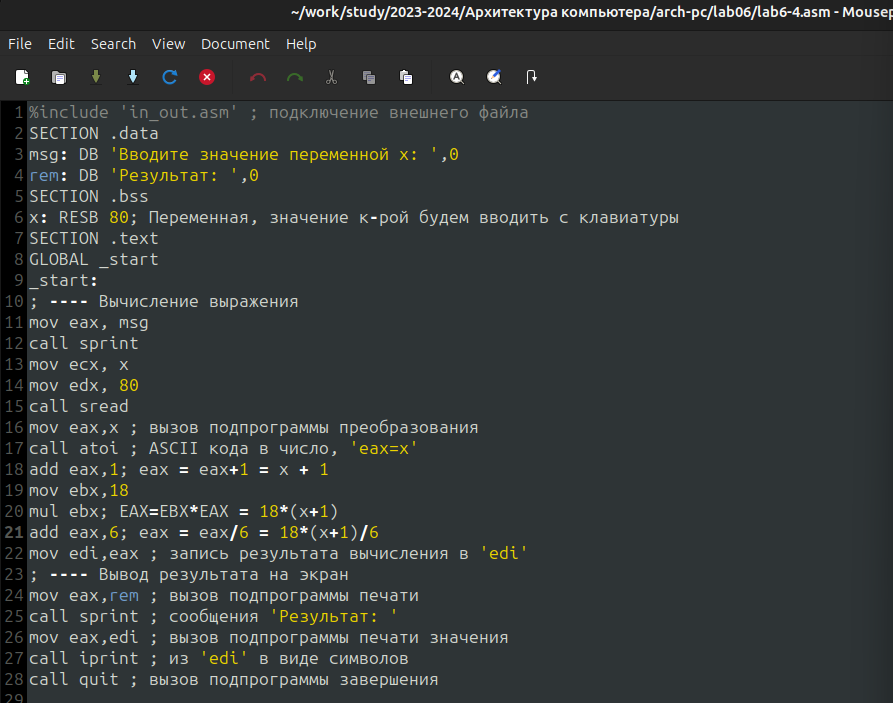 ~/work/study/2023-2024/Архитектура компьютера/arch-pc/lab06/lab6-4.asm - Mousep
File Edit Search View Document Help
1 %include 'in_out.asm' ; подключение внешнего файла
2 SECTION .data
3 msg: DB 'Введите значение переменной x: ',0
4 rem: DB 'Результат: ',0
5 SECTION .bss
6 x: RESB 80; Переменная, значение к-рой будем вводить с клавиатуры
7 SECTION .text
8 GLOBAL _start
9 _start:
10 ; ---- Вычисление выражения
11 mov eax, msg
12 call sprint
13 mov ecx, x
14 mov edx, 80
15 call sread
16 mov eax,x ; вызов подпрограммы преобразования
17 call atoi ; ASCII кода в число, 'eax=x'
18 add eax,1; eax = eax+1 = x + 1
19 mov ebx,18
20 mul ebx; EAX=EBX*EAX = 18*(x+1)
21 add eax,6; eax = eax/6 = 18*(x+1)/6
22 mov edi,eax ; запись результата вычисления в 'edi'
23 ; ---- Вывод результата на экран
24 mov eax,rem ; вызов подпрограммы печати
25 call sprint ; сообщения 'Результат: '
26 mov eax,edi ; вызов подпрограммы печати значения
27 call iprint ; из 'edi' в виде символов
28 call quit ; вызов подпрограммы завершения
29